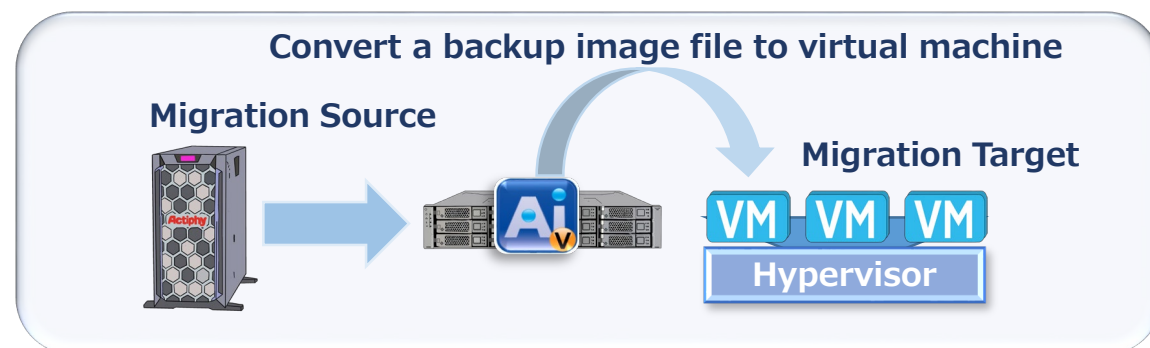 Convert a backup image file to virtual machine
Migration Source
Migration Target
Actiphy
Ai
V
VM VM VM
Hypervisor